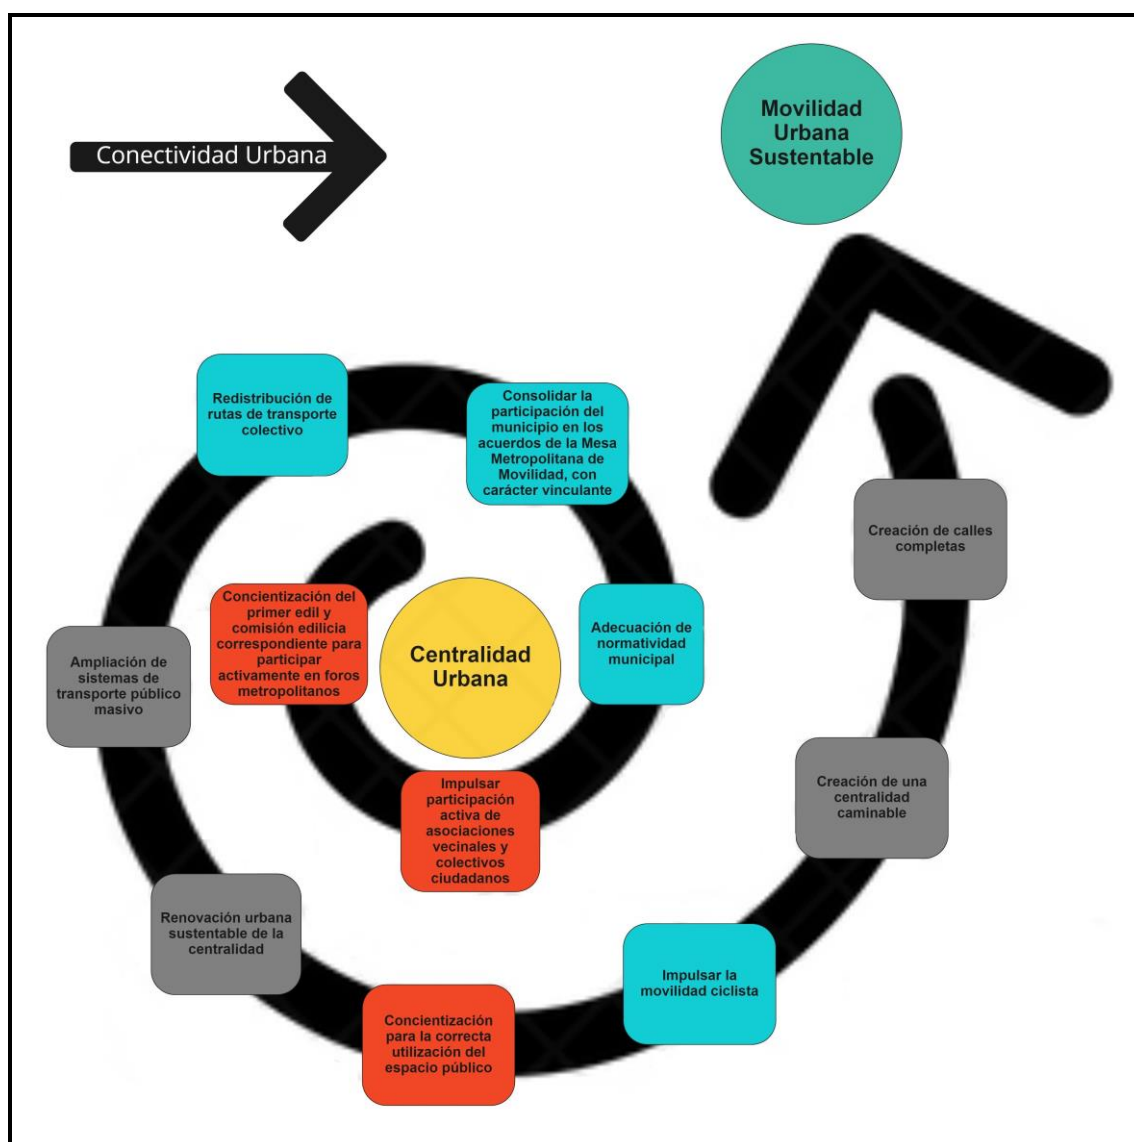 Conectividad Urbana
Movilidad
Urbana
Sustentable
Redistribución de
rutas de transporte
colectivo
Consolidar la
participación del
municipio en los
acuerdos de la Mesa
Metropolitana de
Movilidad, con
carácter vinculante
Creación de calles
completas
Concientización del
primer edil y
comisión edilicia
correspondiente para
participar
activamente en foros
metropolitanos
Centralidad
Urbana
Adecuación de
normatividad
municipal
Ampliación de
sistemas de
transporte público
masivo
Creación de una
centralidad
caminable
Impulsar
participación
activa de
asociaciones
vecinales y
colectivos
ciudadanos
Renovación urbana
sustentable de la
centralidad
Impulsar la
movilidad ciclista
Concientización
para la correcta
utilización del
espacio público